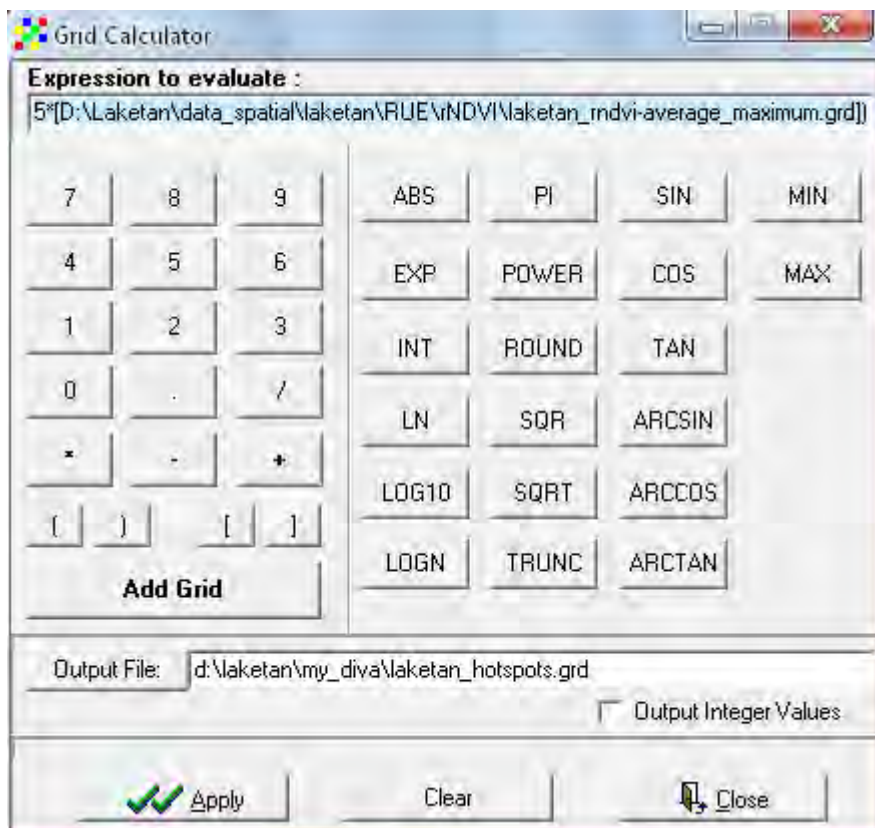 Grid Calculator
Expression to evaluate :
5*[D:\Laketan\data_spatial\laketan\RUE\rNDVI\laketan_rndvi-average_maximum.grd])
7 8 9 ABS PI SIN MIN
4 5 6 EXP POWER COS MAX
1 2 3 INT ROUND TAN
0 . / LN SQR ARCSIN
* - + LOG10 SQRT ARCCOS
( ) [ ] LOGN TRUNC ARCTAN
Add Grid
Output File: d:\laketan\my_diva\laketan_hotspots.grd
Output Integer Values
Apply Clear Close